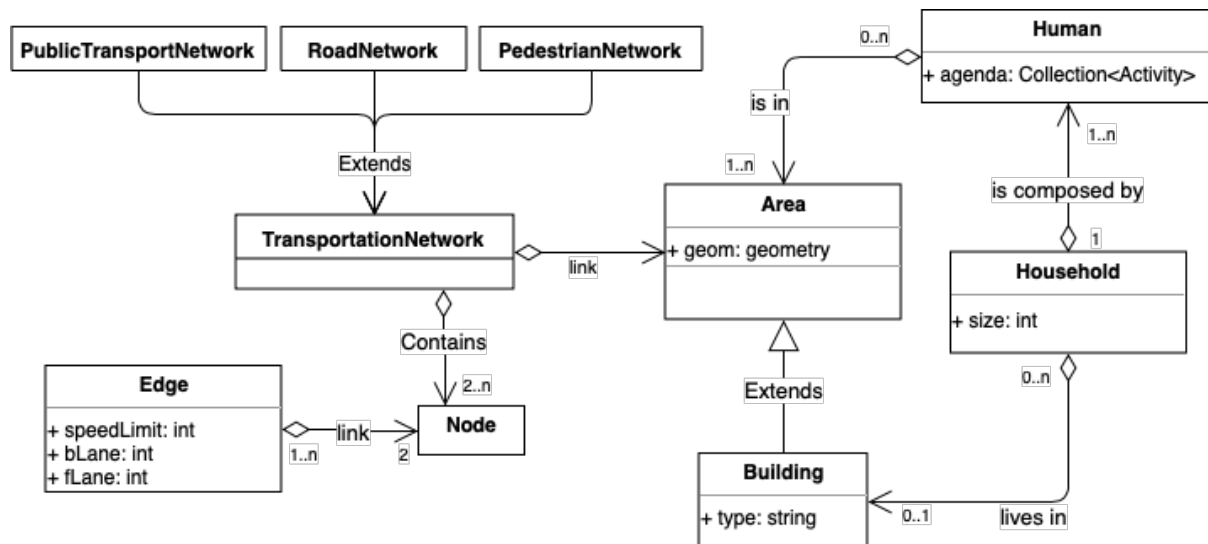 PublicTransportNetwork
RoadNetwork
PedestrianNetwork
Human
+ agenda: Collection<Activity>
0..n
is in
1..n
1..n
is composed by
1
Extends
TransportationNetwork
link
Area
+ geom: geometry
Household
+ size: int
0..n
Contains
2..n
Edge
+ speedLimit: int
+ bLane: int
+ fLane: int
1..n
link
2
Node
Extends
Building
+ type: string
0..1
lives in